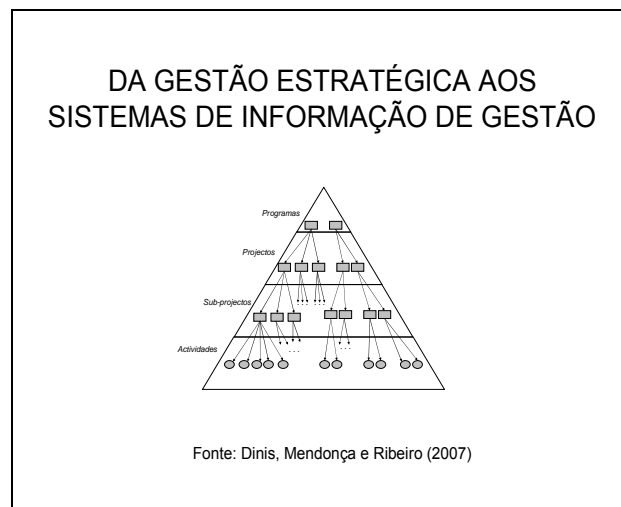 DA GESTÃO ESTRATÉGICA AOS
SISTEMAS DE INFORMAÇÃO DE GESTÃO
Programas
Projectos
. . . . . .
Sub-projectos
. . . . . .
Actividades
Fonte: Dinis, Mendonça e Ribeiro (2007)